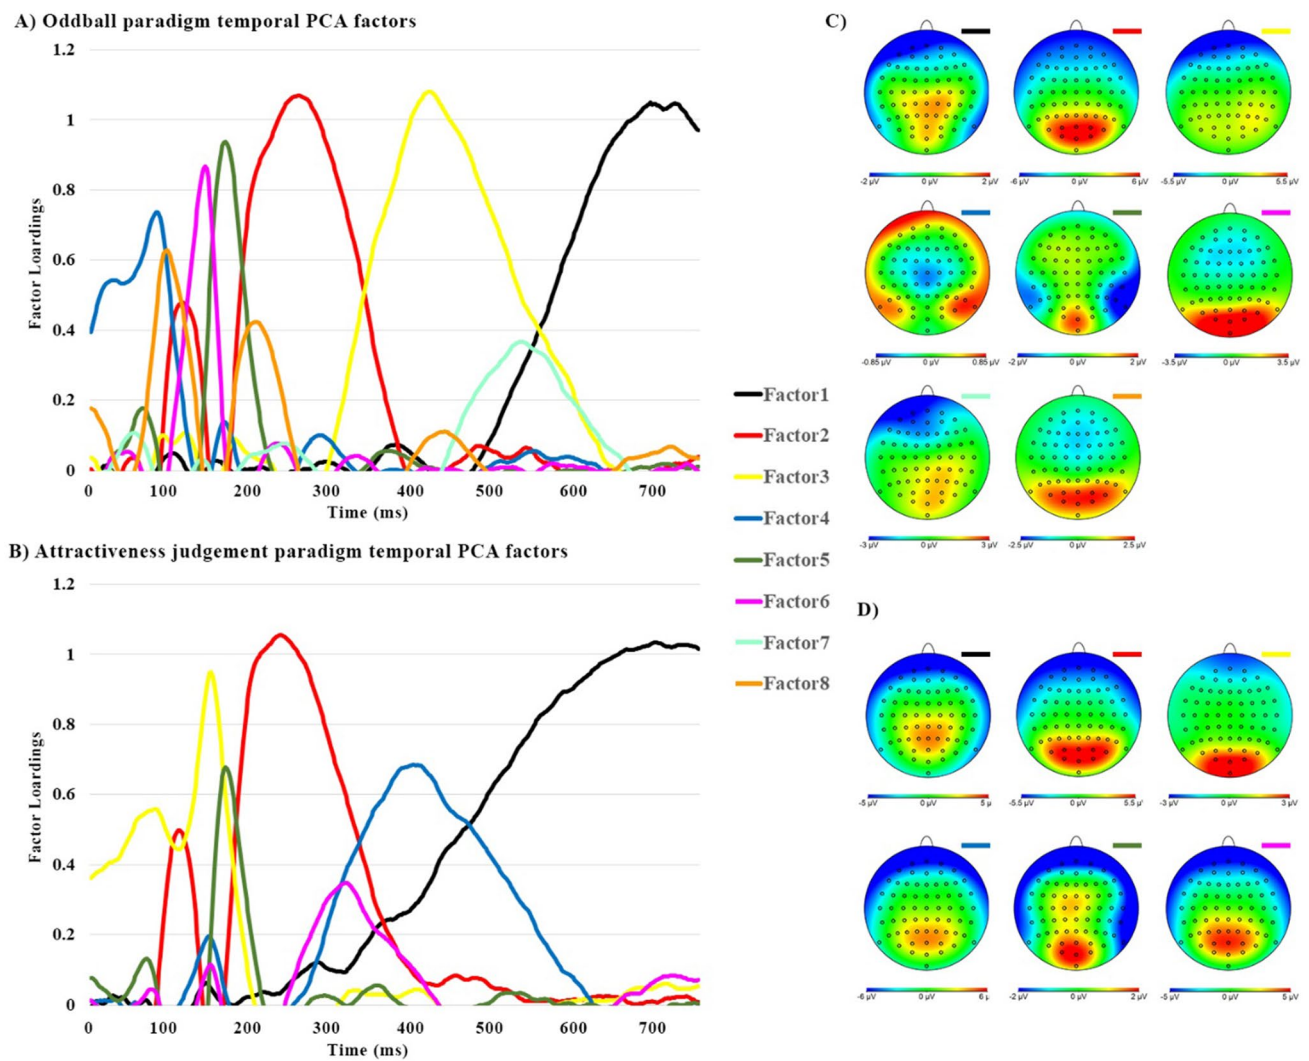 A) Oddball paradigm temporal PCA factors
1.2
1
0.8
0.6
0.4
0.2
0
Factor Loardings
0 100 200 300 400 500 600 700
Time (ms)
B) Attractiveness judgement paradigm temporal PCA factors
1.2
1
0.8
0.6
0.4
0.2
0
Factor Loardings
0 100 200 300 400 500 600 700
Time (ms)
Factor1
Factor2
Factor3
Factor4
Factor5
Factor6
Factor7
Factor8
C)
-2 µV 0 µV 2 µV
-6 µV 0 µV 6 µV
-5.5 µV 0 µV 5.5 µV
-0.85 µV 0 µV 0.85 µV
-2 µV 0 µV 2 µV
-3.5 µV 0 µV 3.5 µV
-3 µV 0 µV 3 µV
-2.5 µV 0 µV 2.5 µV
D)
-5 µV 0 µV 5 µ
-5.5 µV 0 µV 5.5 µ
-3 µV 0 µV 3 µV
-6 µV 0 µV 6 µ
-2 µV 0 µV 2 µV
-5 µV 0 µV 5 µV